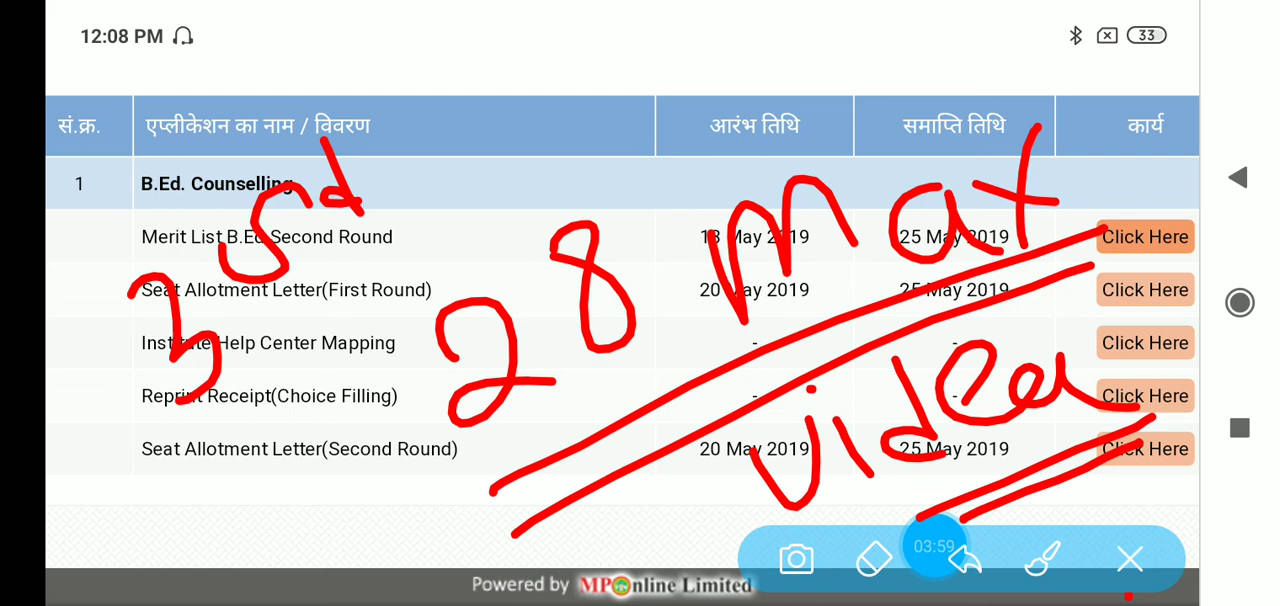 12:08 PM 33
सं.क्र. एप्लीकेशन का नाम / विवरण आरंभ तिथि समाप्ति तिथि कार्य
1 B.Ed. Counselling
Merit List B.Ed Second Round 13 May 2019 25 May 2019 Click Here
Seat Allotment Letter(First Round) 20 May 2019 25 May 2019 Click Here
Institute Help Center Mapping - - Click Here
Reprint Receipt(Choice Filling) - - Click Here
Seat Allotment Letter(Second Round) 20 May 2019 25 May 2019 Click Here
28
03:59
Powered by MPOnline Limited